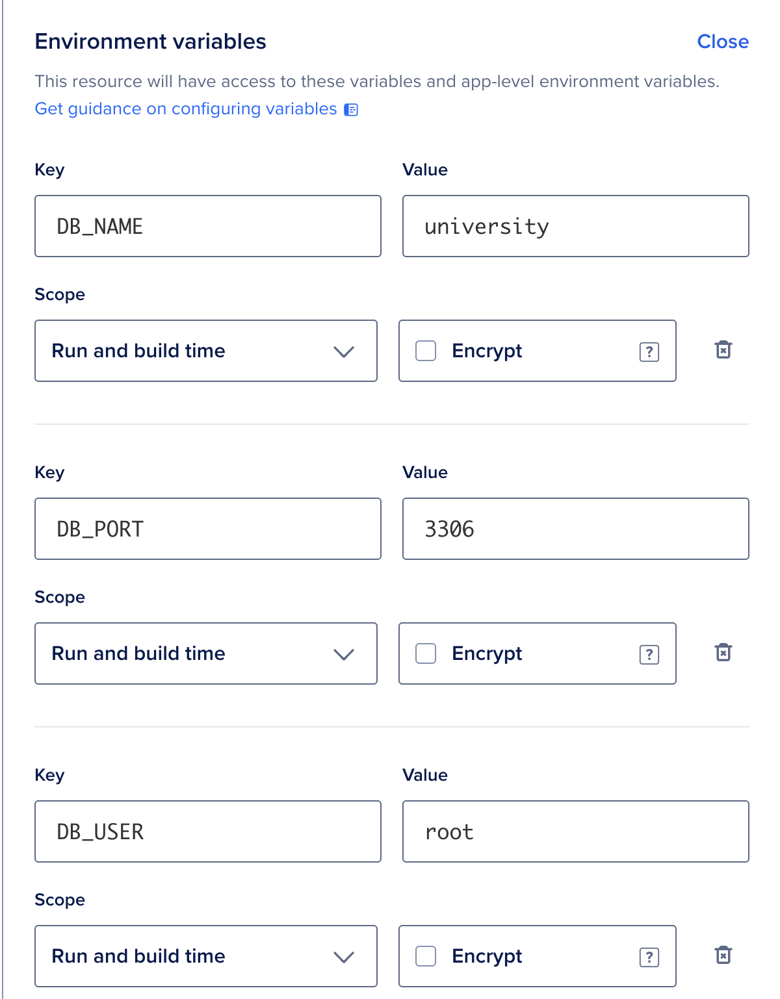 Environment variables Close
This resource will have access to these variables and app-level environment variables.
Get guidance on configuring variables
Key Value
DB_NAME university
Scope
Run and build time Encrypt ?
Key Value
DB_PORT 3306
Scope
Run and build time Encrypt ?
Key Value
DB_USER root
Scope
Run and build time Encrypt ?